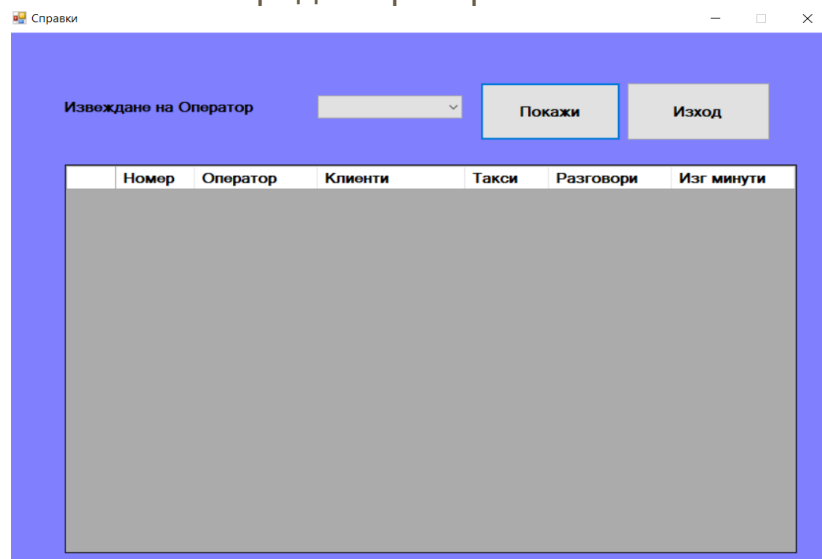 Справки
Извеждане на Оператор
Покажи
Изход
Номер Оператор Клиенти Такси Разговори Изг минути